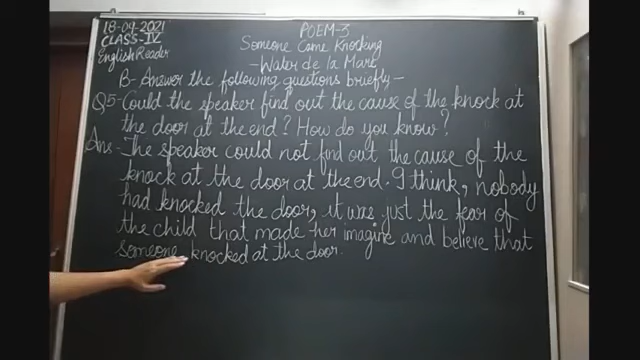 18-09-2021
CLASS-IV
English Reader
POEM-3
Someone Came Knocking
-Water de la Mare
B- Answer the following questions briefly-
Q5- Could the speaker find out the cause of the knock at
the door at the end? How do you know?
Ans- The speaker could not find out the cause of the
knock at the door at the end. I think, nobody
had knocked the door, it was just the fear of
the child that made her imagine and believe that
someone knocked at the door.